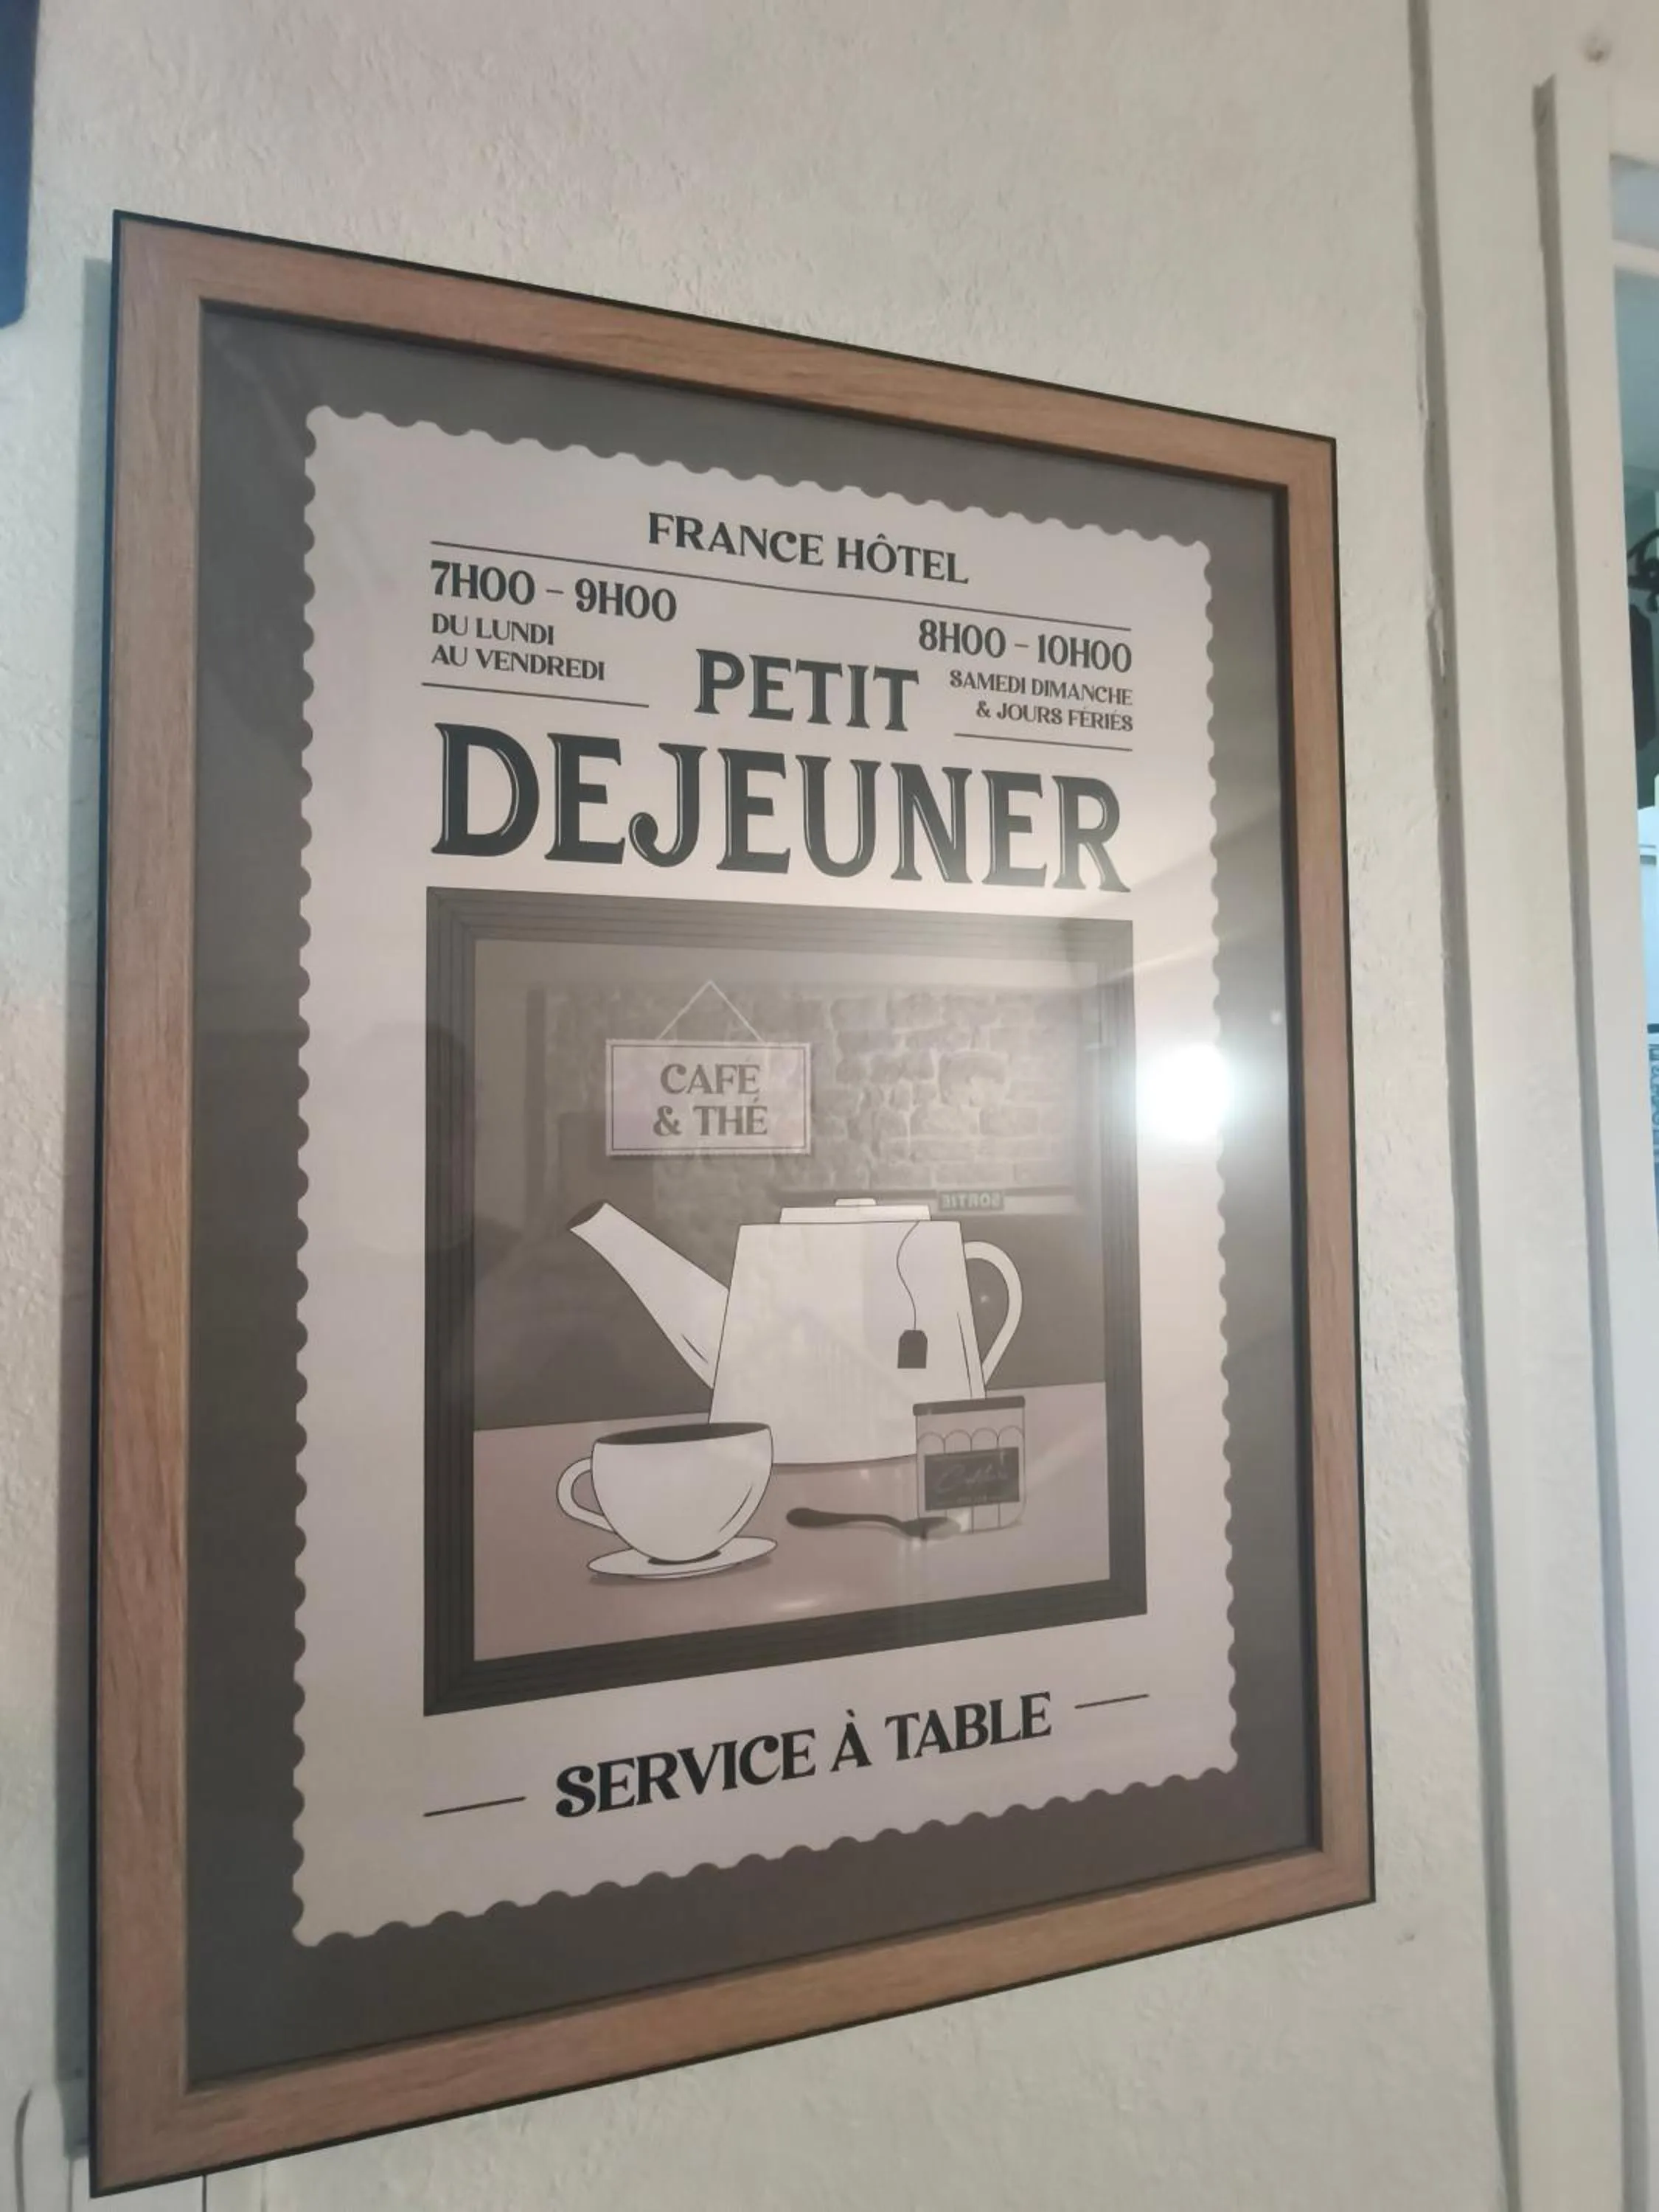 FRANCE HÔTEL
7H00 - 9H00
DU LUNDI
AU VENDREDI
8H00 - 10H00
SAMEDI DIMANCHE
& JOURS FÉRIÉS
PETIT
DEJEUNER
CAFÉ
& THÉ
SORTIE
SERVICE À TABLE